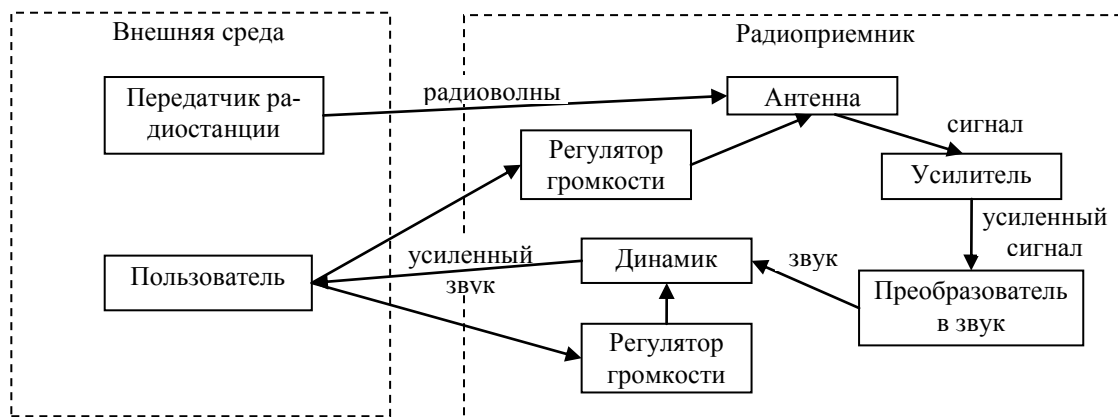 Внешняя среда
Радиоприемник
Передатчик ра-
диостанции
радиоволны
Антенна
сигнал
Регулятор
громкости
Усилитель
усиленный
сигнал
Пользователь
усиленный
звук
Динамик
звук
Преобразователь
в звук
Регулятор
громкости